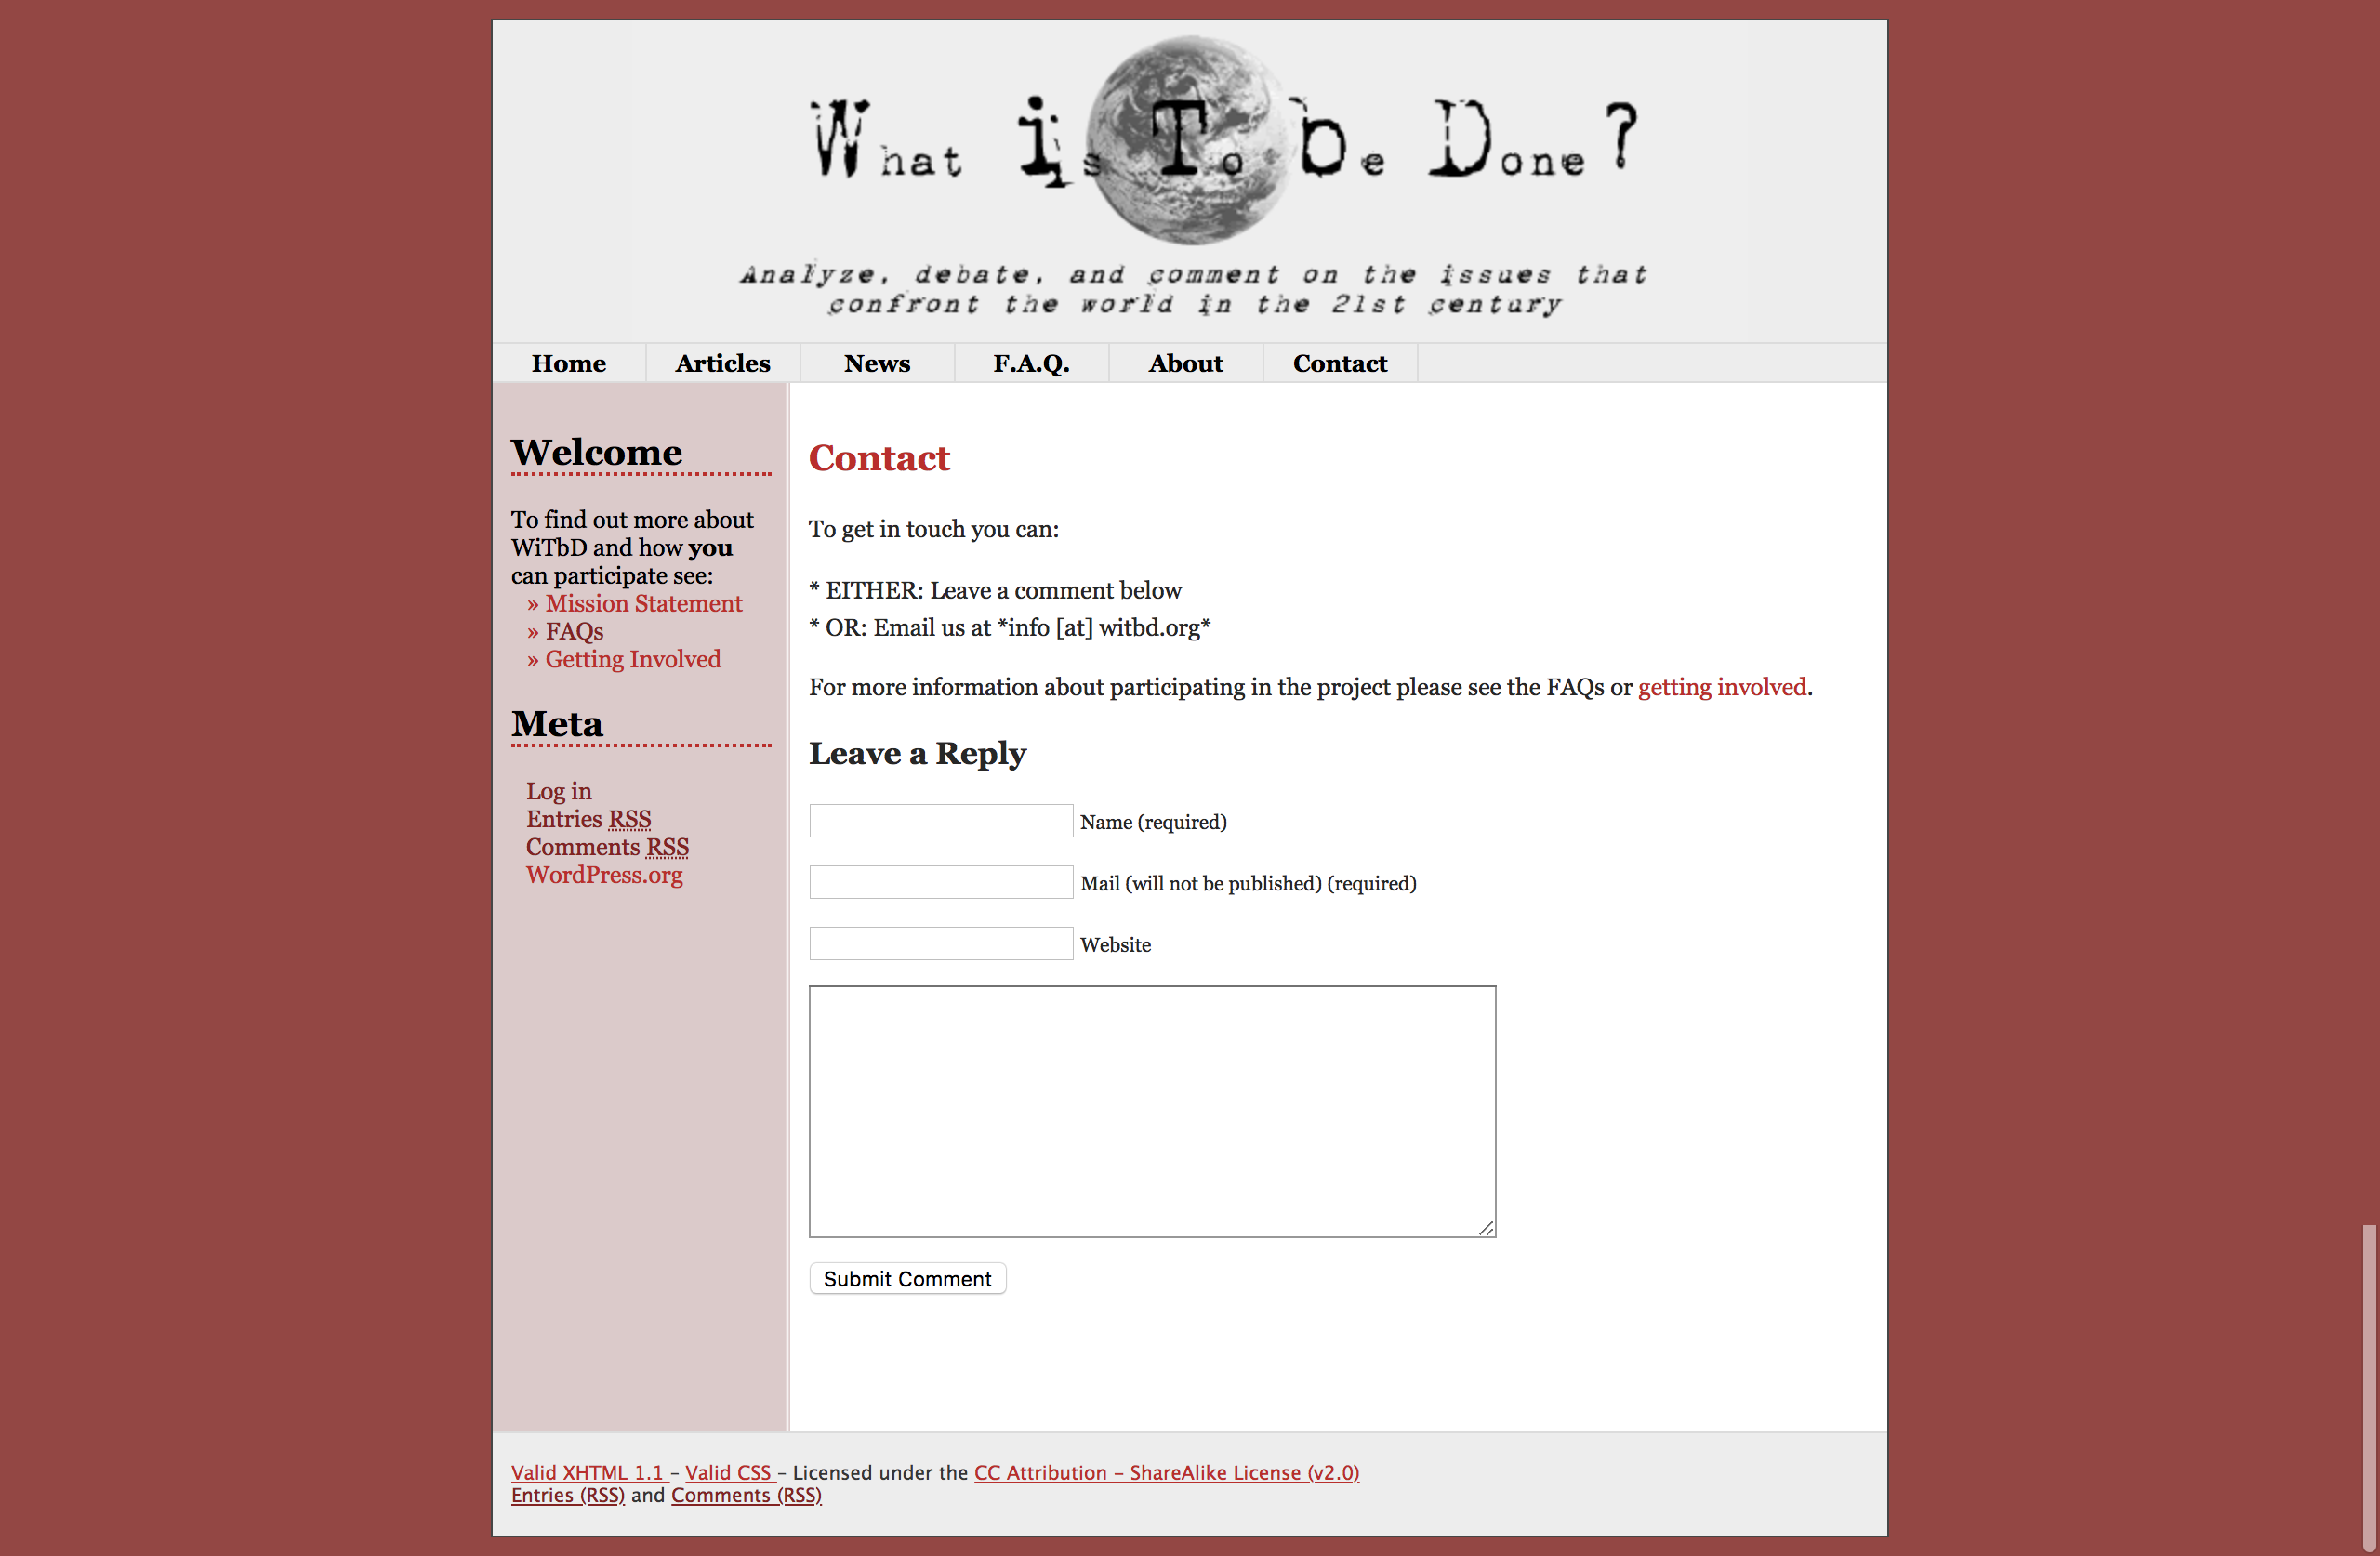 What is To be Done?
Analyze, debate, and comment on the issues that
confront the world in the 21st century
Home Articles News F.A.Q. About Contact
Welcome
To find out more about
WiTbD and how you
can participate see:
» Mission Statement
» FAQs
» Getting Involved
Meta
Log in
Entries RSS
Comments RSS
WordPress.org
Contact
To get in touch you can:
* EITHER: Leave a comment below
* OR: Email us at *info [at] witbd.org*
For more information about participating in the project please see the FAQs or getting involved.
Leave a Reply
Name (required)
Mail (will not be published) (required)
Website
Submit Comment
Valid XHTML 1.1 – Valid CSS – Licensed under the CC Attribution – ShareAlike License (v2.0)
Entries (RSS) and Comments (RSS)